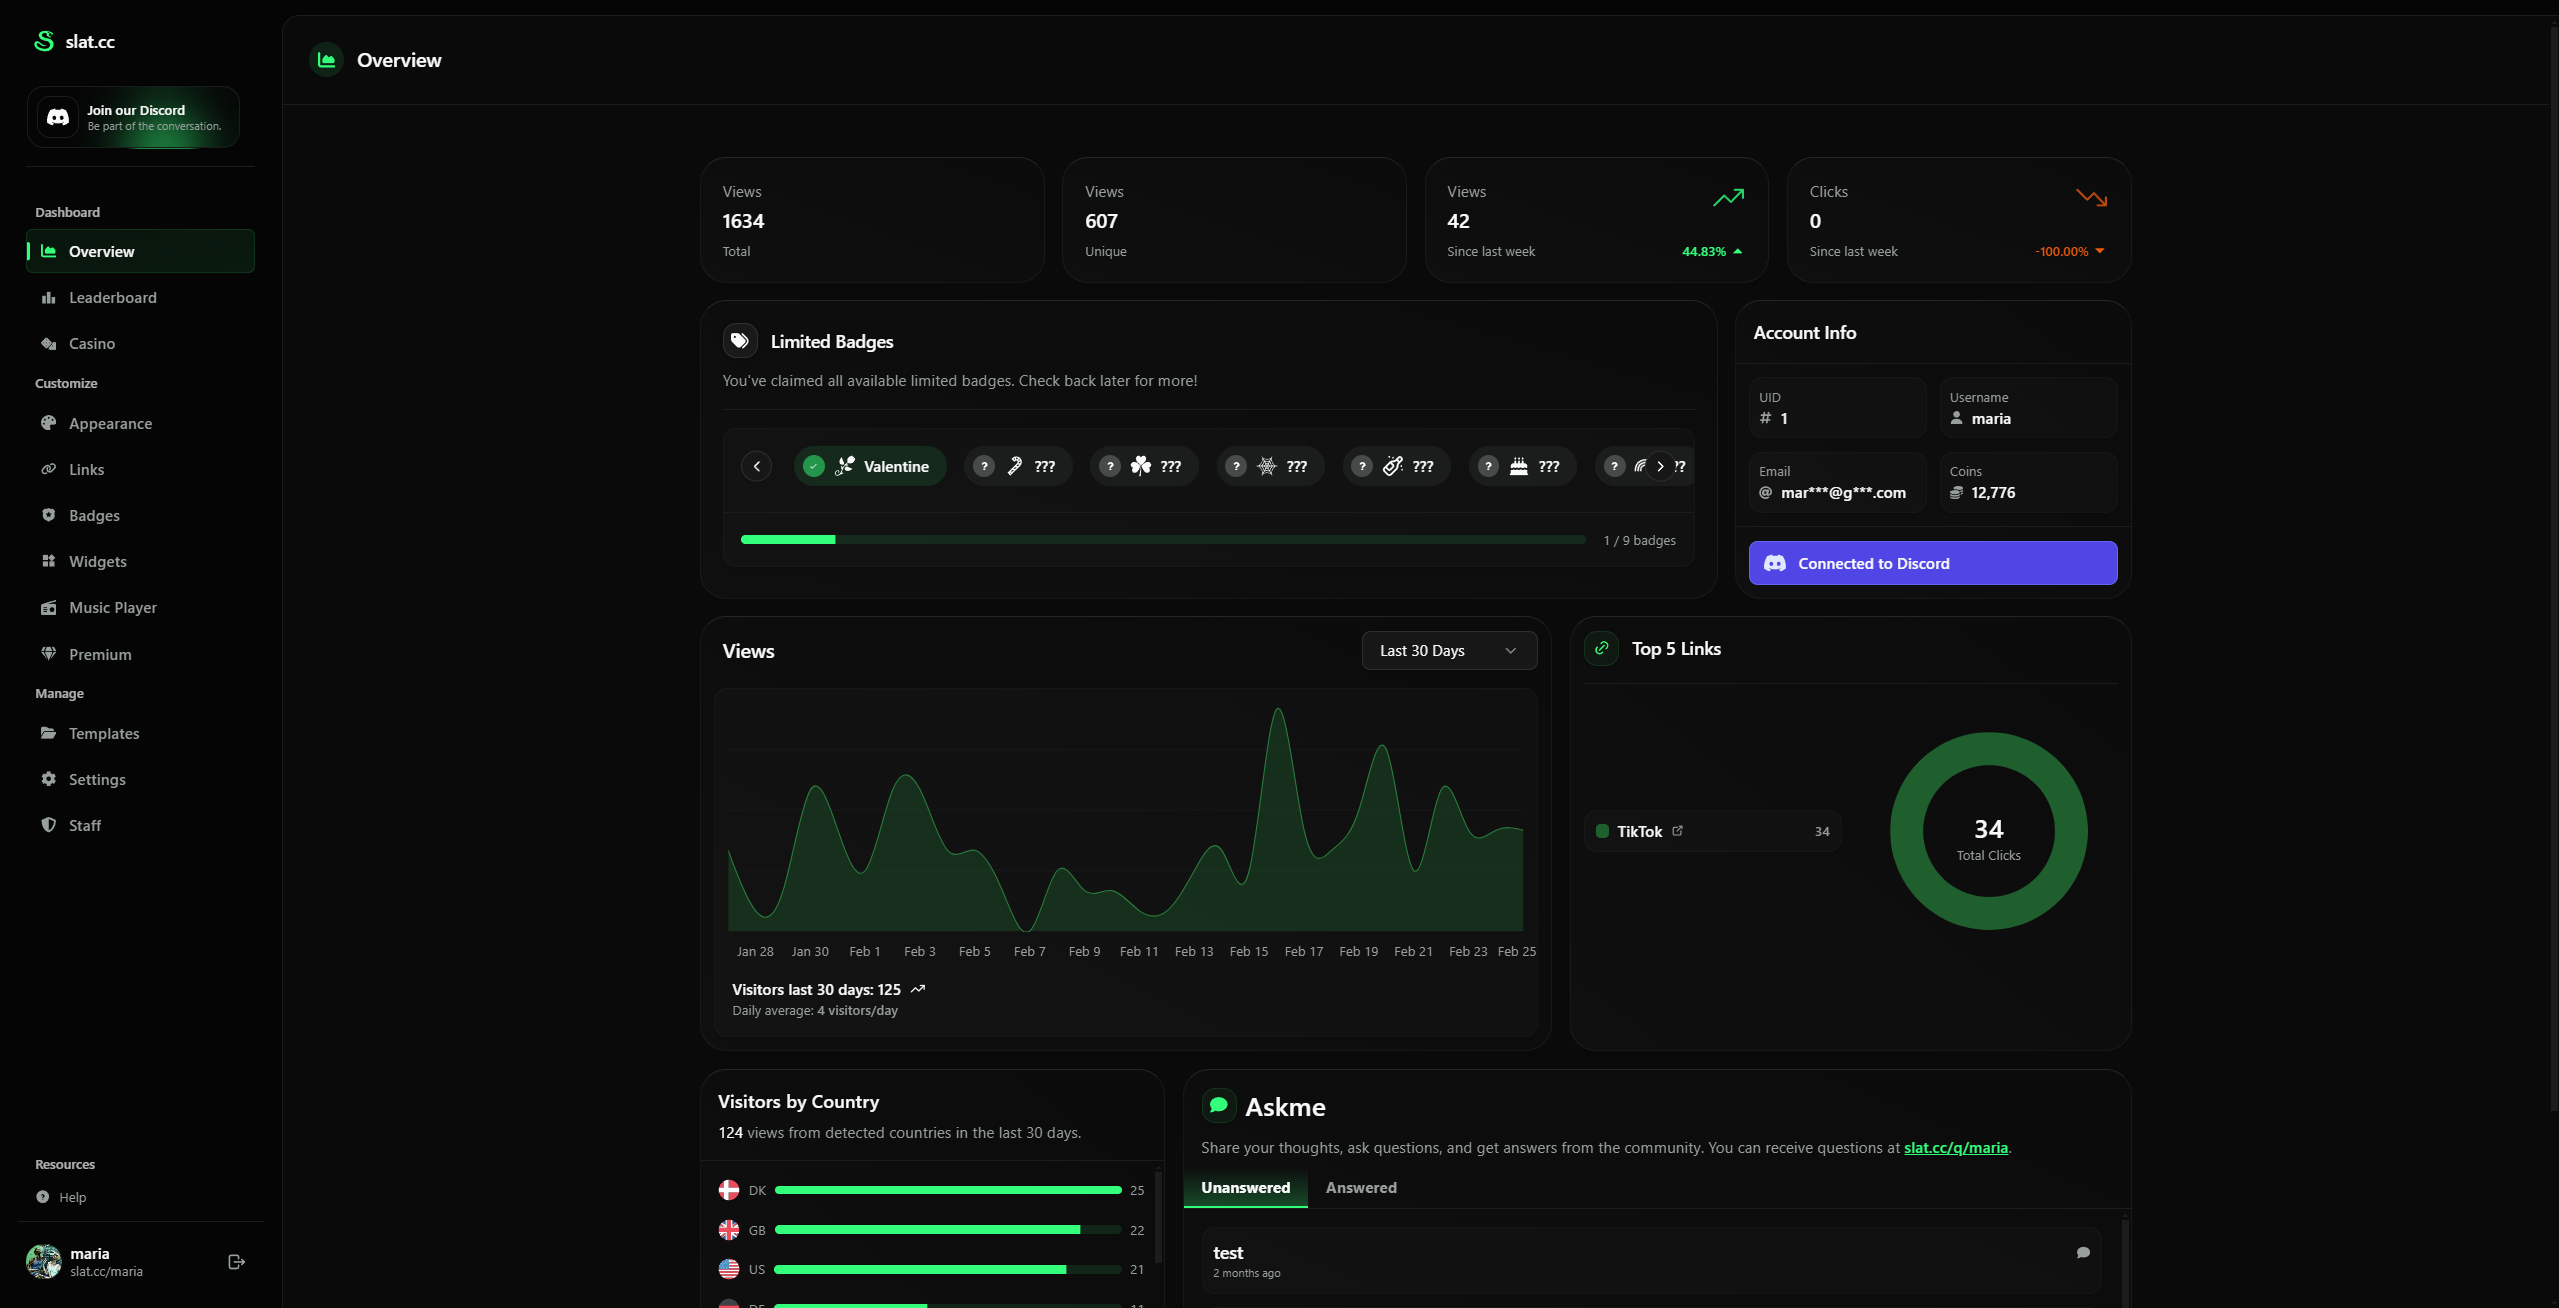 slat.cc
Join our Discord
Be part of the conversation.
Dashboard
Overview
Leaderboard
Casino
Customize
Appearance
Links
Badges
Widgets
Music Player
Premium
Manage
Templates
Settings
Staff
Resources
Help
maria
slat.cc/maria
Overview
Views
1634
Total
Views
607
Unique
Views
42
Since last week
44.83%
Clicks
0
Since last week
-100.00%
Limited Badges
You've claimed all available limited badges. Check back later for more!
Valentine
? ???
? ???
? ???
? ???
? ???
? ??
1 / 9 badges
Account Info
UID
# 1
Username
maria
Email
@ mar***@g***.com
Coins
12,776
Connected to Discord
Views
Last 30 Days
Jan 28 Jan 30 Feb 1 Feb 3 Feb 5 Feb 7 Feb 9 Feb 11 Feb 13 Feb 15 Feb 17 Feb 19 Feb 21 Feb 23 Feb 25
Visitors last 30 days: 125
Daily average: 4 visitors/day
Top 5 Links
TikTok 34
34
Total Clicks
Visitors by Country
124 views from detected countries in the last 30 days.
DK 25
GB 22
US 21
Askme
Share your thoughts, ask questions, and get answers from the community. You can receive questions at slat.cc/q/maria.
Unanswered Answered
test
2 months ago